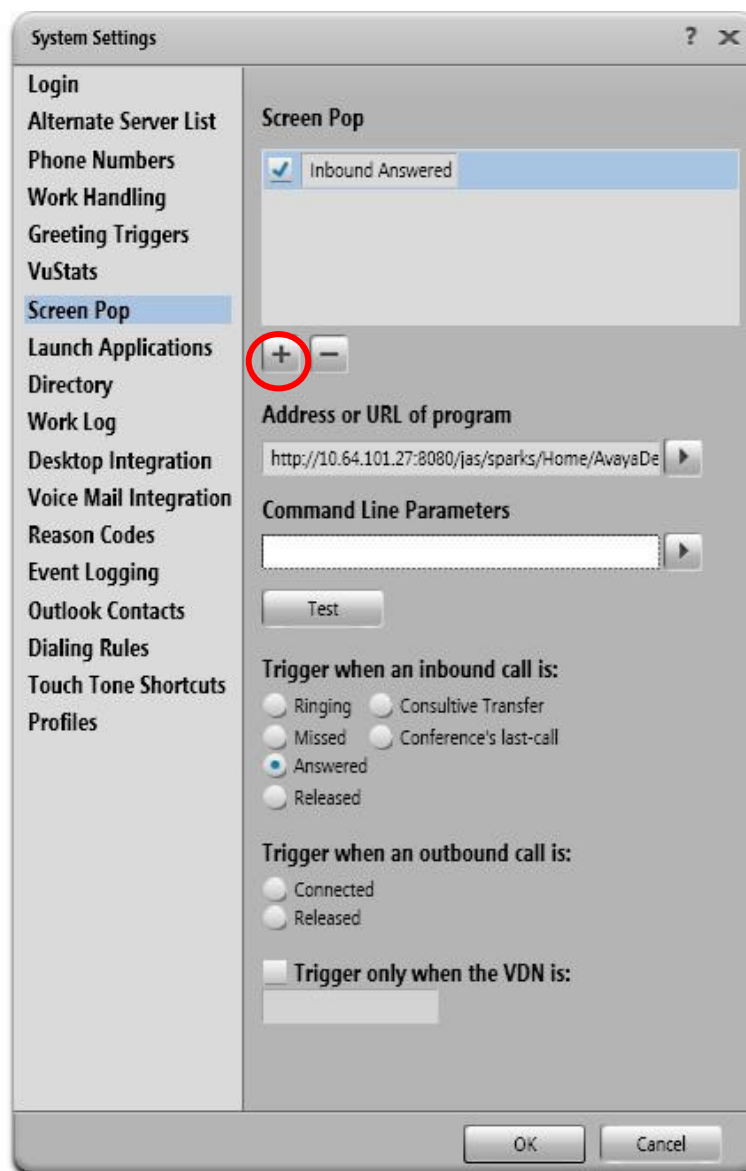 System Settings
Login
Alternate Server List
Phone Numbers
Work Handling
Greeting Triggers
VuStats
Screen Pop
Launch Applications
Directory
Work Log
Desktop Integration
Voice Mail Integration
Reason Codes
Event Logging
Outlook Contacts
Dialing Rules
Touch Tone Shortcuts
Profiles
Screen Pop
Inbound Answered
Address or URL of program
http://10.64.101.27:8080/jas/sparks/Home/AvayaDe
Command Line Parameters
Test
Trigger when an inbound call is:
Ringing Consultive Transfer
Missed Conference's last-call
Answered
Released
Trigger when an outbound call is:
Connected
Released
Trigger only when the VDN is:
OK Cancel